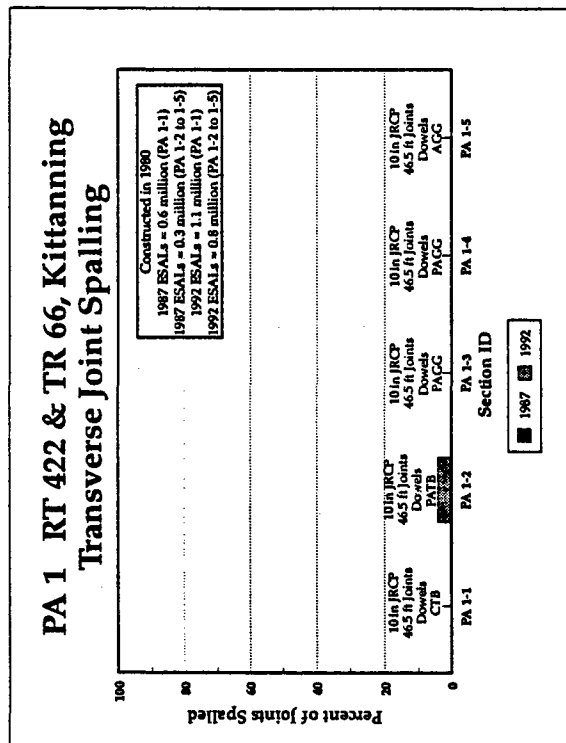 PA 1 RT 422 & TR 66, Kittanning
Transverse Joint Spalling
Percent of Joints Spalled
100
80
60
40
20
0
Constructed in 1980
1987 ESALs = 0.6 million (PA 1-1)
1987 ESALs = 0.3 million (PA 1-2 to 1-5)
1992 ESALs = 1.1 million (PA 1-1)
1992 ESALs = 0.8 million (PA 1-2 to 1-5)
10 in JRCP
46.5 ft Joints
Dowels
CTB
10 in JRCP
46.5 ft Joints
Dowels
PATB
10 in JRCP
46.5 ft Joints
Dowels
PAGG
10 in JRCP
46.5 ft Joints
Dowels
PAGG
10 in JRCP
46.5 ft Joints
Dowels
AGG
PA 1-1 PA 1-2 PA 1-3 PA 1-4 PA 1-5
Section ID
1987 1992